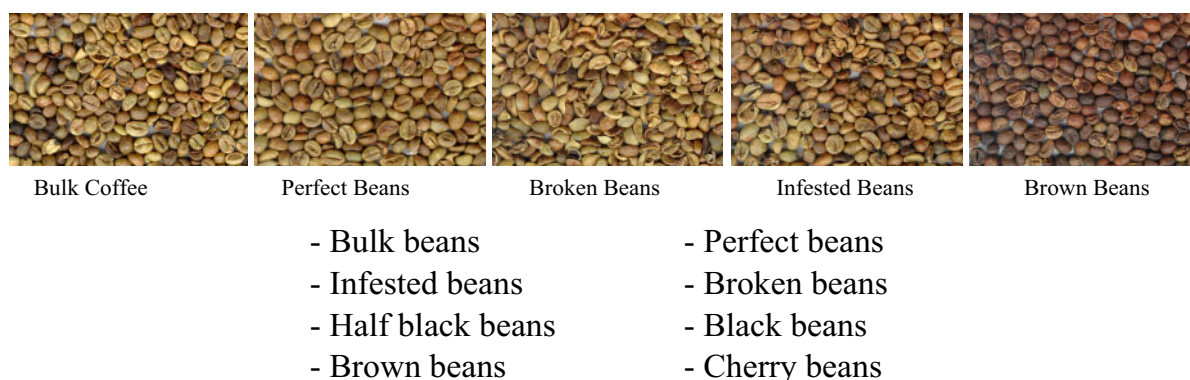 Bulk Coffee
Perfect Beans
Broken Beans
Infested Beans
Brown Beans
- Bulk beans
- Perfect beans
- Infested beans
- Broken beans
- Half black beans
- Black beans
- Brown beans
- Cherry beans